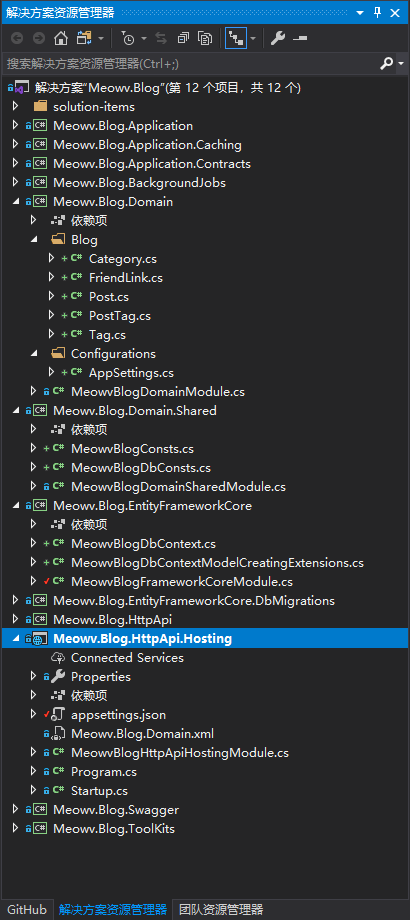 解决方案资源管理器
搜索解决方案资源管理器(Ctrl+;)
解决方案"Meowv.Blog"(第 12 个项目，共 12 个)
solution-items
Meowv.Blog.Application
Meowv.Blog.Application.Caching
Meowv.Blog.Application.Contracts
Meowv.Blog.BackgroundJobs
Meowv.Blog.Domain
依赖项
Blog
Category.cs
FriendLink.cs
Post.cs
PostTag.cs
Tag.cs
Configurations
AppSettings.cs
MeowvBlogDomainModule.cs
Meowv.Blog.Domain.Shared
依赖项
MeowvBlogConsts.cs
MeowvBlogDbConsts.cs
MeowvBlogDomainSharedModule.cs
Meowv.Blog.EntityFrameworkCore
依赖项
MeowvBlogDbContext.cs
MeowvBlogDbContextModelCreatingExtensions.cs
MeowvBlogFrameworkCoreModule.cs
Meowv.Blog.EntityFrameworkCore.DbMigrations
Meowv.Blog.HttpApi
Meowv.Blog.HttpApi.Hosting
Connected Services
Properties
依赖项
appsettings.json
Meowv.Blog.Domain.xml
MeowvBlogHttpApiHostingModule.cs
Program.cs
Startup.cs
Meowv.Blog.Swagger
Meowv.Blog.ToolKits
GitHub 解决方案资源管理器 团队资源管理器